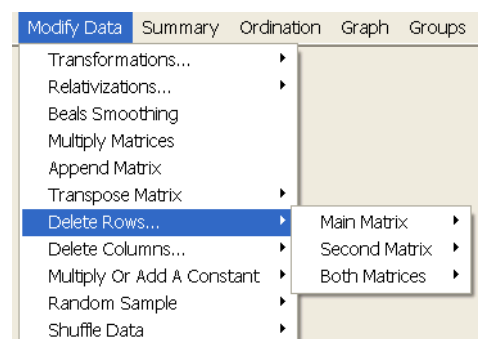 Modify Data Summary Ordination Graph Groups
Transformations...
Relativizations...
Beals Smoothing
Multiply Matrices
Append Matrix
Transpose Matrix
Delete Rows... Main Matrix
Delete Columns... Second Matrix
Multiply Or Add A Constant Both Matrices
Random Sample
Shuffle Data